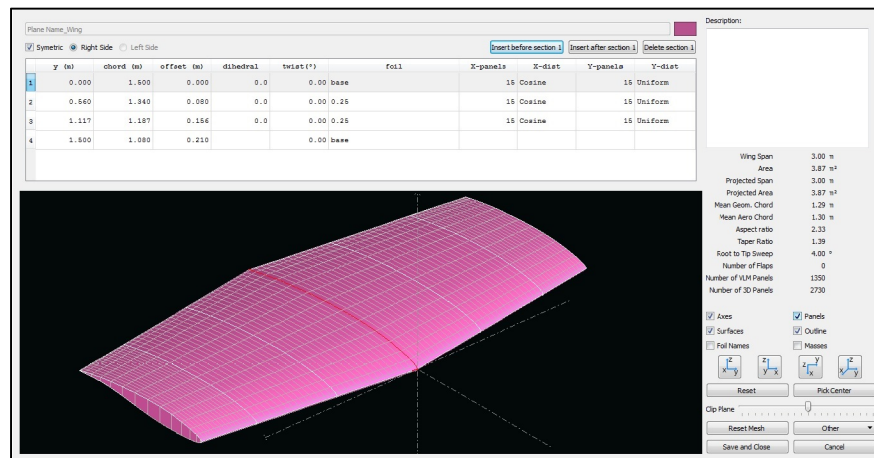 Plane Name_Wing
Description:
Symetric Right Side Left Side Insert before section 1 Insert after section 1 Delete section 1
y (m) chord (m) offset (m) dihedral twist(°) foil X-panels X-dist Y-panels Y-dist
1 0.000 1.500 0.000 0.0 0.00 base 15 Cosine 15 Uniform
2 0.560 1.340 0.080 0.0 0.00 0.25 15 Cosine 15 Uniform
3 1.117 1.187 0.156 0.0 0.00 0.25 15 Cosine 15 Uniform
4 1.500 1.080 0.210 0.00 base
Wing Span 3.00 m
Area 3.87 m²
Projected Span 3.00 m
Projected Area 3.87 m²
Mean Geom. Chord 1.29 m
Mean Aero Chord 1.30 m
Aspect ratio 2.33
Taper Ratio 1.39
Root to Tip Sweep 4.00 °
Number of Flaps 0
Number of VLM Panels 1350
Number of 3D Panels 2730
Axes Panels
Surfaces Outline
Foil Names Masses
x z y y z x z y x x z y
Reset Pick Center
Clip Plane
Reset Mesh Other
Save and Close Cancel